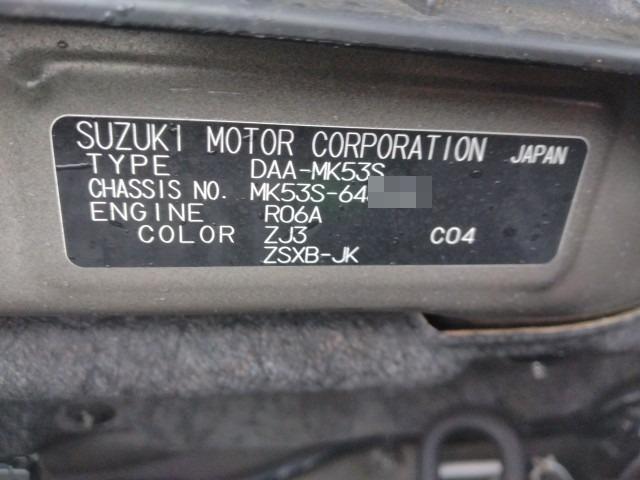 SUZUKI MOTOR CORPORATION JAPAN
TYPE DAA-MK53S
CHASSIS NO. MK53S-64
ENGINE R06A
COLOR ZJ3 C04
ZSXB-JK